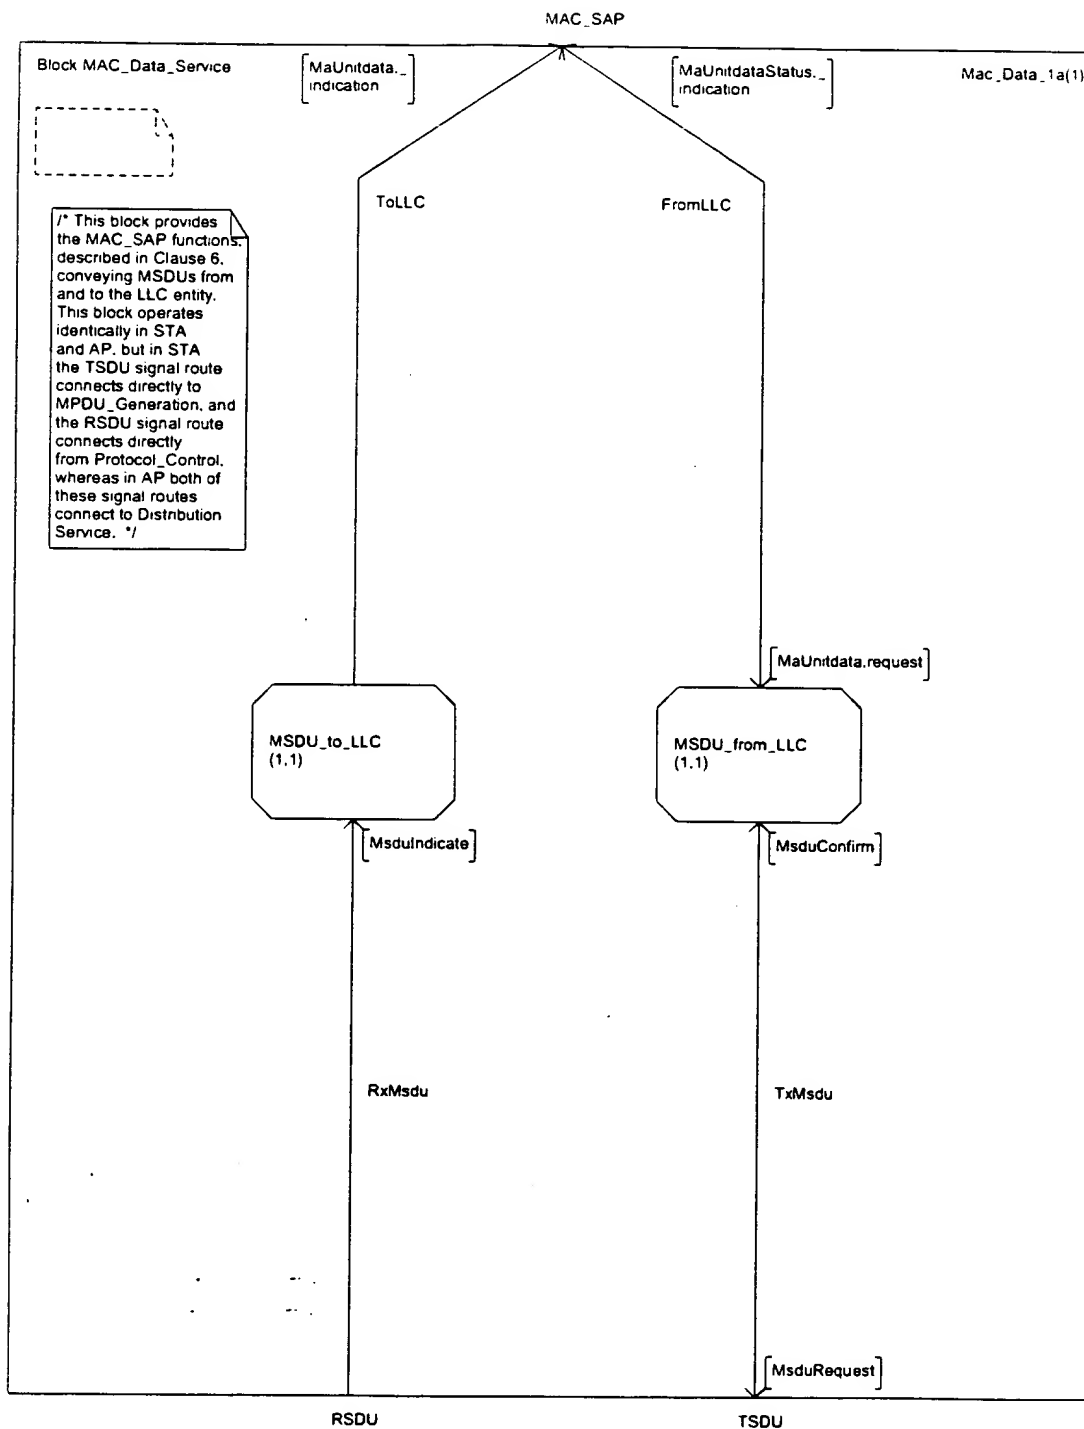 MAC_SAP
Block MAC_Data_Service
MaUnitdata._
indication
MaUnitdataStatus._
indication
Mac_Data_1a(1)
ToLLC
FromLLC
/* This block provides
the MAC_SAP functions,
described in Clause 6,
conveying MSDUs from
and to the LLC entity.
This block operates
identically in STA
and AP, but in STA
the TSDU signal route
connects directly to
MPDU_Generation, and
the RSDU signal route
connects directly
from Protocol_Control,
whereas in AP both of
these signal routes
connect to Distribution
Service. */
MaUnitdata.request
MSDU_to_LLC
(1,1)
MSDU_from_LLC
(1,1)
MsduIndicate
MsduConfirm
RxMsdu
TxMsdu
MsduRequest
RSDU
TSDU